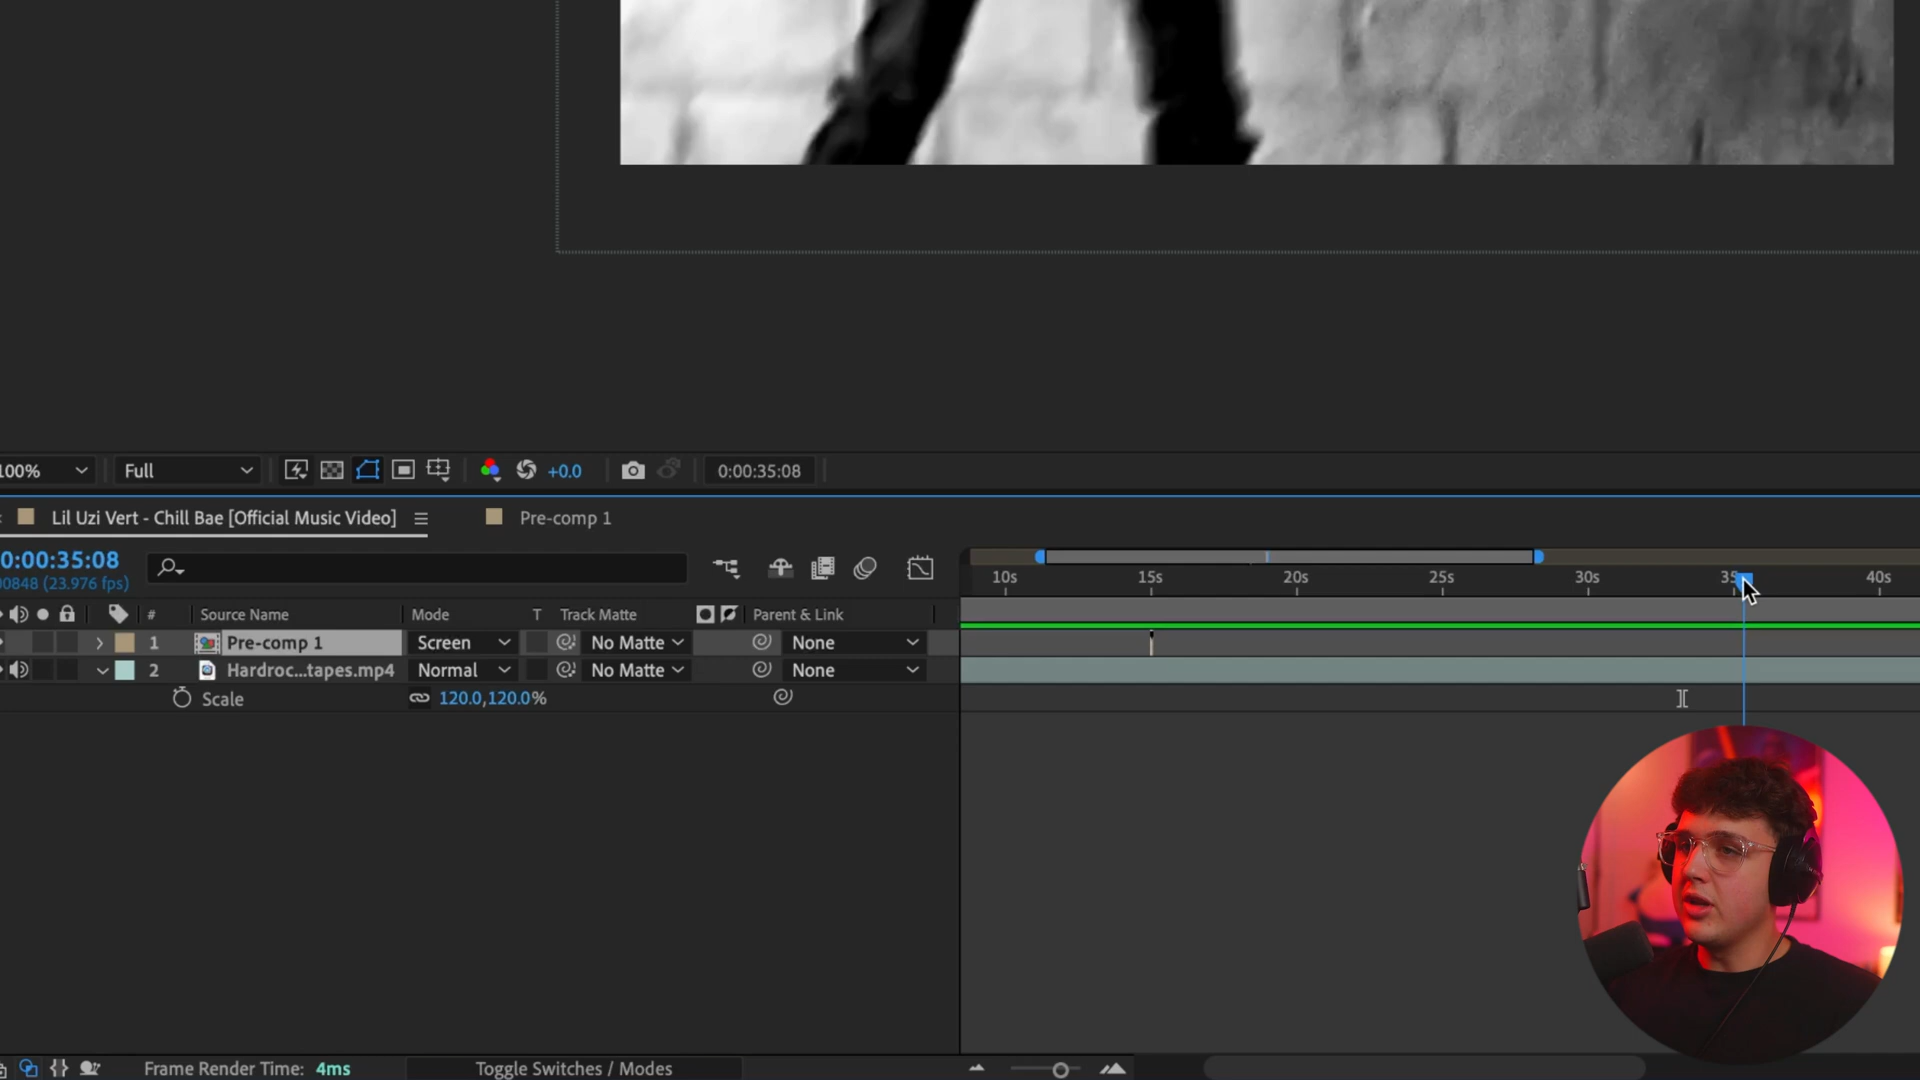 100% Full +0.0 0:00:35:08
Lil Uzi Vert - Chill Bae [Official Music Video] Pre-comp 1
0:00:35:08
00848 (23.976 fps)
10s 15s 20s 25s 30s 35s 40s
# Source Name Mode T Track Matte Parent & Link
1 Pre-comp 1 Screen No Matte None
2 Hardroc...tapes.mp4 Normal No Matte None
Scale 120.0,120.0%
Frame Render Time: 4ms Toggle Switches / Modes